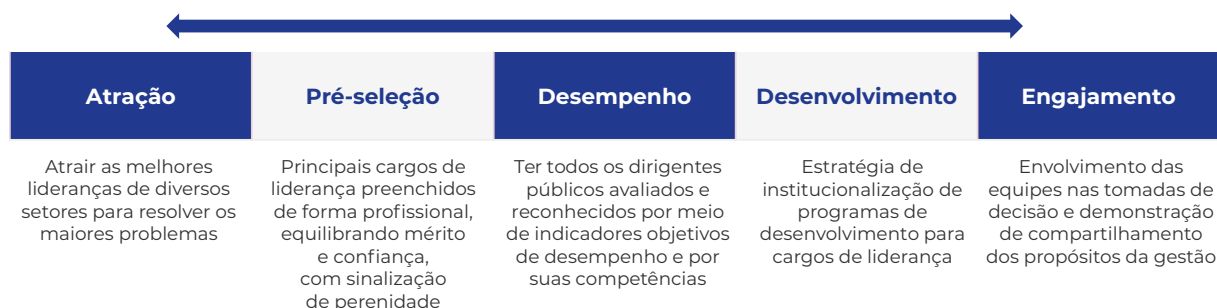 Atração
Pré-seleção
Desempenho
Desenvolvimento
Engajamento
Atrair as melhores
lideranças de diversos
setores para resolver os
maiores problemas
Principais cargos de
liderança preenchidos
de forma profissional,
equilibrando mérito
e confiança,
com sinalização
de perenidade
Ter todos os dirigentes
públicos avaliados e
reconhecidos por meio
de indicadores objetivos
de desempenho e por
suas competências
Estratégia de
institucionalização de
programas de
desenvolvimento para
cargos de liderança
Envolvimento das
equipes nas tomadas de
decisão e demonstração
de compartilhamento
dos propósitos da gestão